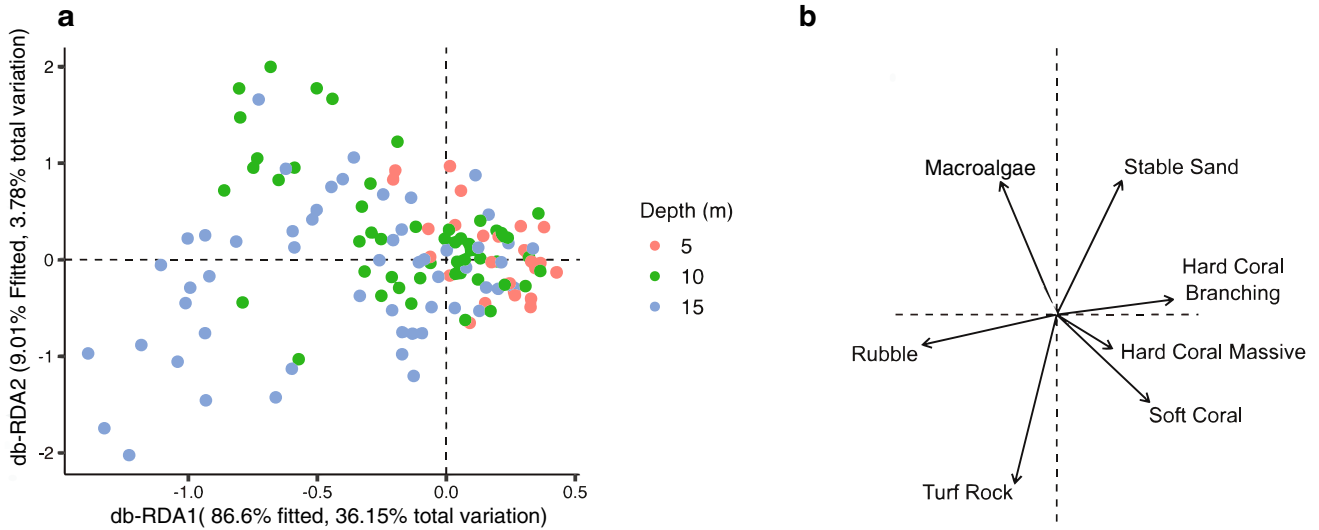 a
db-RDA2 (9.01% Ffitted, 3.78% total variation)
2
1
0
-1
-2
-1.0
-0.5
0.0
0.5
db-RDA1( 86.6% fitted, 36.15% total variation)
Depth (m)
5
10
15
b
Macroalgae
Stable Sand
Hard Coral
Branching
Rubble
Hard Coral Massive
Soft Coral
Turf Rock